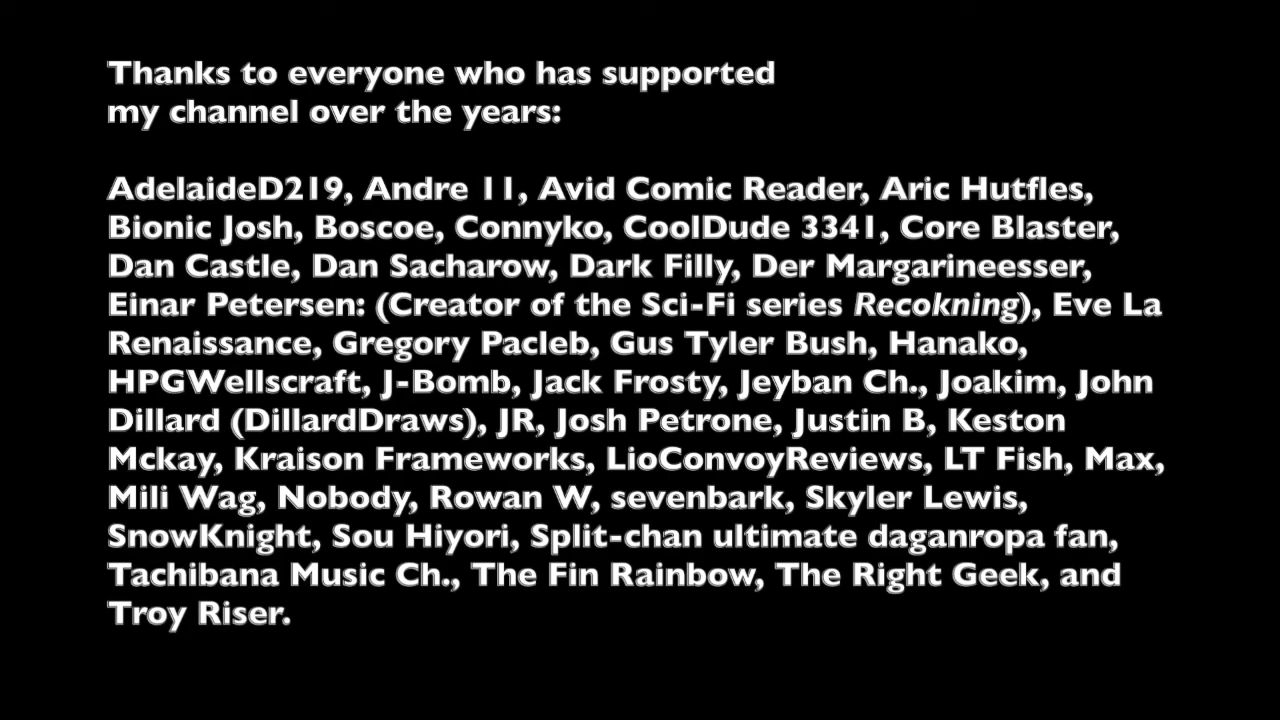 Thanks to everyone who has supported
my channel over the years:
AdelaideD219, Andre 11, Avid Comic Reader, Aric Hutfles,
Bionic Josh, Boscoe, Connyko, CoolDude 3341, Core Blaster,
Dan Castle, Dan Sacharow, Dark Filly, Der Margarineesser,
Einar Petersen: (Creator of the Sci-Fi series Recokning), Eve La
Renaissance, Gregory Pacleb, Gus Tyler Bush, Hanako,
HPGWellscraft, J-Bomb, Jack Frosty, Jeyban Ch., Joakim, John
Dillard (DillardDraws), JR, Josh Petrone, Justin B, Keston
Mckay, Kraison Frameworks, LioConvoyReviews, LT Fish, Max,
Mili Wag, Nobody, Rowan W, sevenbark, Skyler Lewis,
SnowKnight, Sou Hiyori, Split-chan ultimate daganropa fan,
Tachibana Music Ch., The Fin Rainbow, The Right Geek, and
Troy Riser.